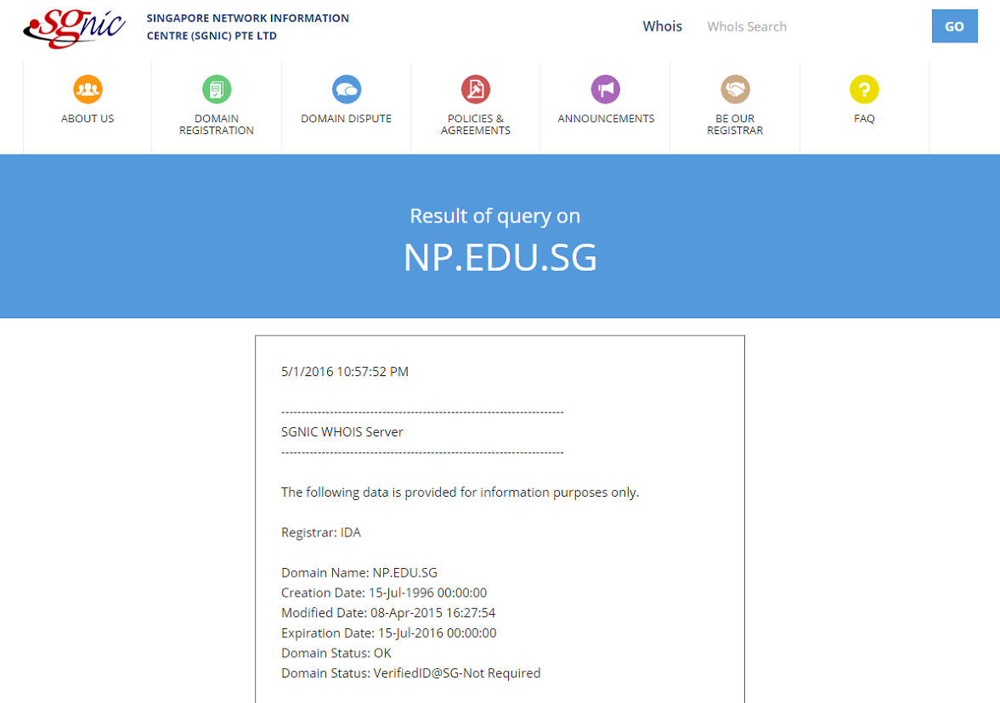 sgnic
SINGAPORE NETWORK INFORMATION
CENTRE (SGNIC) PTE LTD
Whois
WhoIs Search
GO
ABOUT US
DOMAIN
REGISTRATION
DOMAIN DISPUTE
POLICIES &
AGREEMENTS
ANNOUNCEMENTS
BE OUR
REGISTRAR
?
FAQ
Result of query on
NP.EDU.SG
5/1/2016 10:57:52 PM
----------------------------------------------------------------------
SGNIC WHOIS Server
----------------------------------------------------------------------
The following data is provided for information purposes only.
Registrar: IDA
Domain Name: NP.EDU.SG
Creation Date: 15-Jul-1996 00:00:00
Modified Date: 08-Apr-2015 16:27:54
Expiration Date: 15-Jul-2016 00:00:00
Domain Status: OK
Domain Status: VerifiedID@SG-Not Required